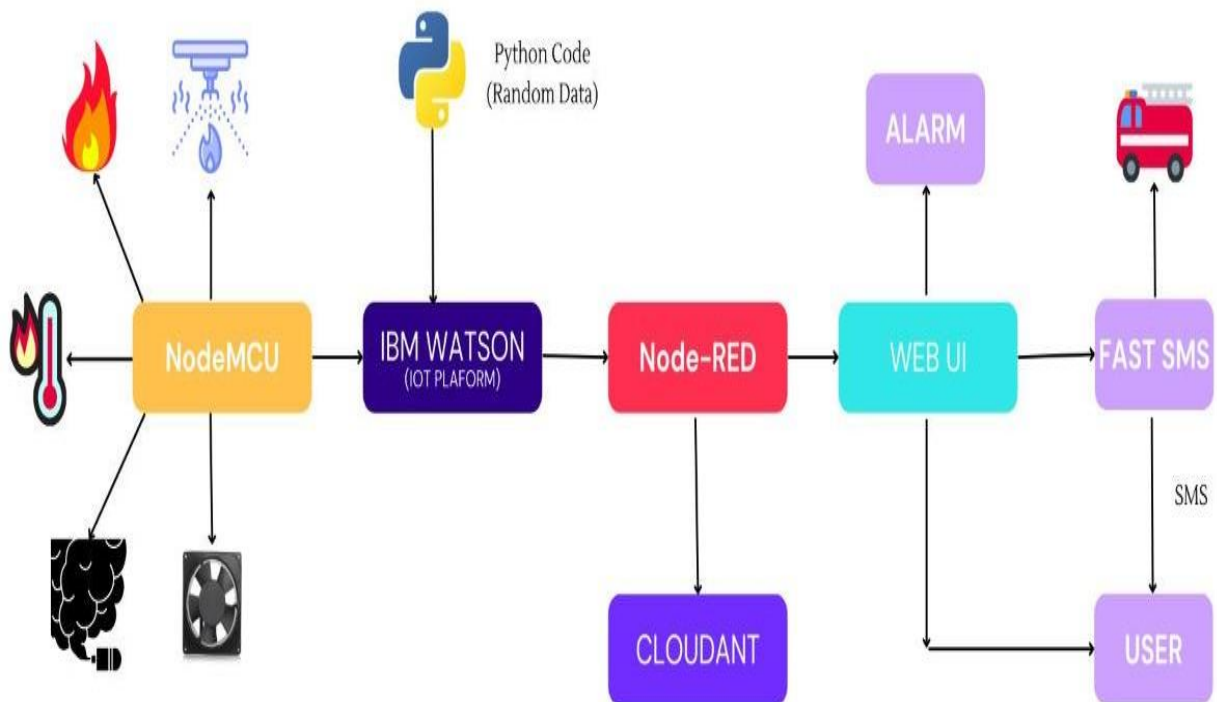 Python Code
(Random Data)
ALARM
NodeMCU
IBM WATSON
(IOT PLAFORM)
Node-RED
WEB UI
FAST SMS
SMS
CLOUDANT
USER